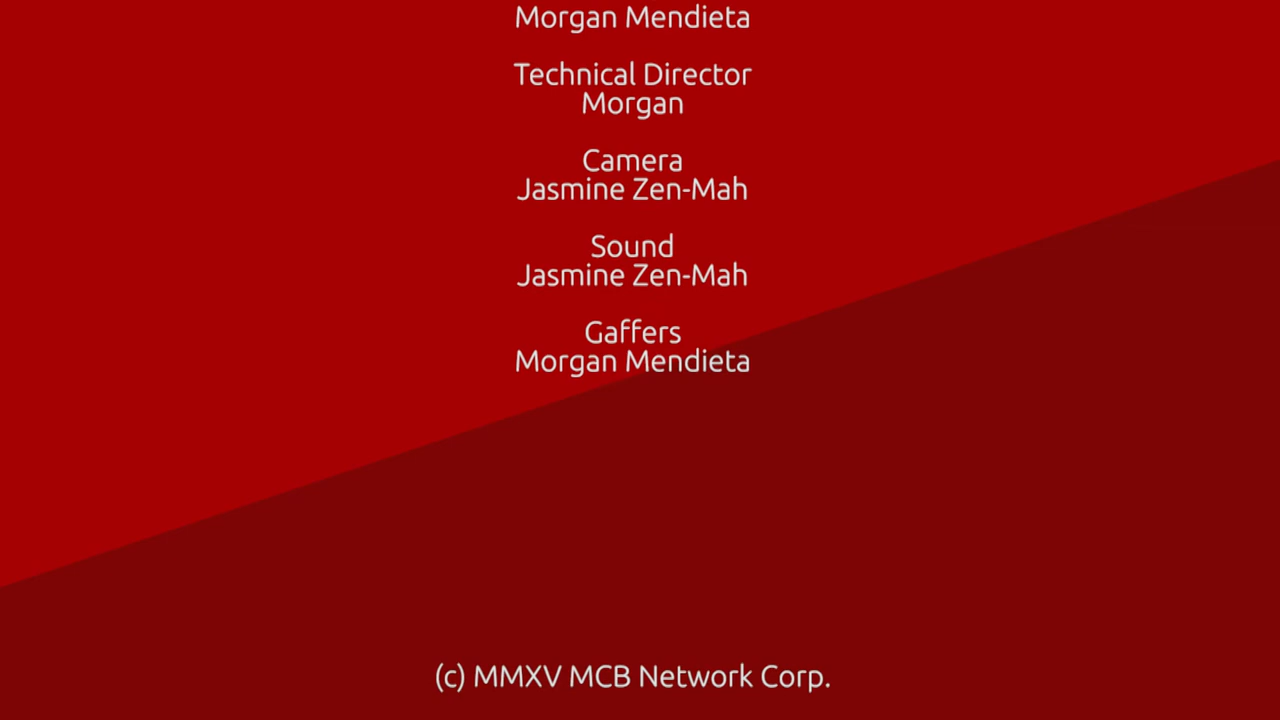 Morgan Mendieta
Technical Director
Morgan
Camera
Jasmine Zen-Mah
Sound
Jasmine Zen-Mah
Gaffers
Morgan Mendieta
(c) MMXV MCB Network Corp.